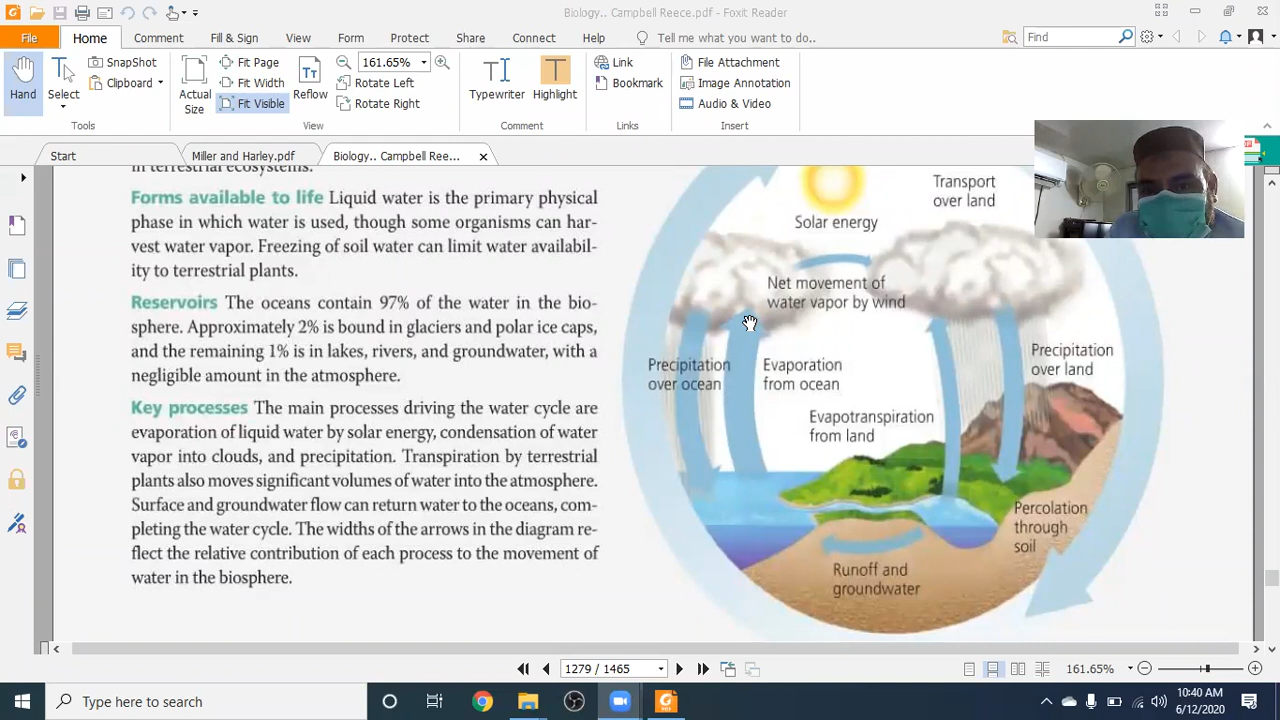 Biology.. Campbell Reece.pdf - Foxit Reader
File Home Comment Fill & Sign View Form Protect Share Connect Help Tell me what you want to do.. Find
Hand
Select
SnapShot
Clipboard
Tools
Actual
Size
Fit Page
Fit Width
Fit Visible
Reflow
161.65%
Rotate Left
Rotate Right
View
Typewriter
Highlight
Comment
Link
Bookmark
Links
File Attachment
Image Annotation
Audio & Video
Insert
Start Miller and Harley.pdf Biology.. Campbell Ree...
in terrestrial ecosystems.
Forms available to life Liquid water is the primary physical
phase in which water is used, though some organisms can har-
vest water vapor. Freezing of soil water can limit water availabil-
ity to terrestrial plants.
Reservoirs The oceans contain 97% of the water in the bio-
sphere. Approximately 2% is bound in glaciers and polar ice caps,
and the remaining 1% is in lakes, rivers, and groundwater, with a
negligible amount in the atmosphere.
Key processes The main processes driving the water cycle are
evaporation of liquid water by solar energy, condensation of water
vapor into clouds, and precipitation. Transpiration by terrestrial
plants also moves significant volumes of water into the atmosphere.
Surface and groundwater flow can return water to the oceans, com-
pleting the water cycle. The widths of the arrows in the diagram re-
flect the relative contribution of each process to the movement of
water in the biosphere.
Transport
over land
Solar energy
Net movement of
water vapor by wind
Precipitation
over ocean
Evaporation
from ocean
Evapotranspiration
from land
Precipitation
over land
Percolation
through
soil
Runoff and
groundwater
1279 / 1465
161.65%
Type here to search
10:40 AM
6/12/2020